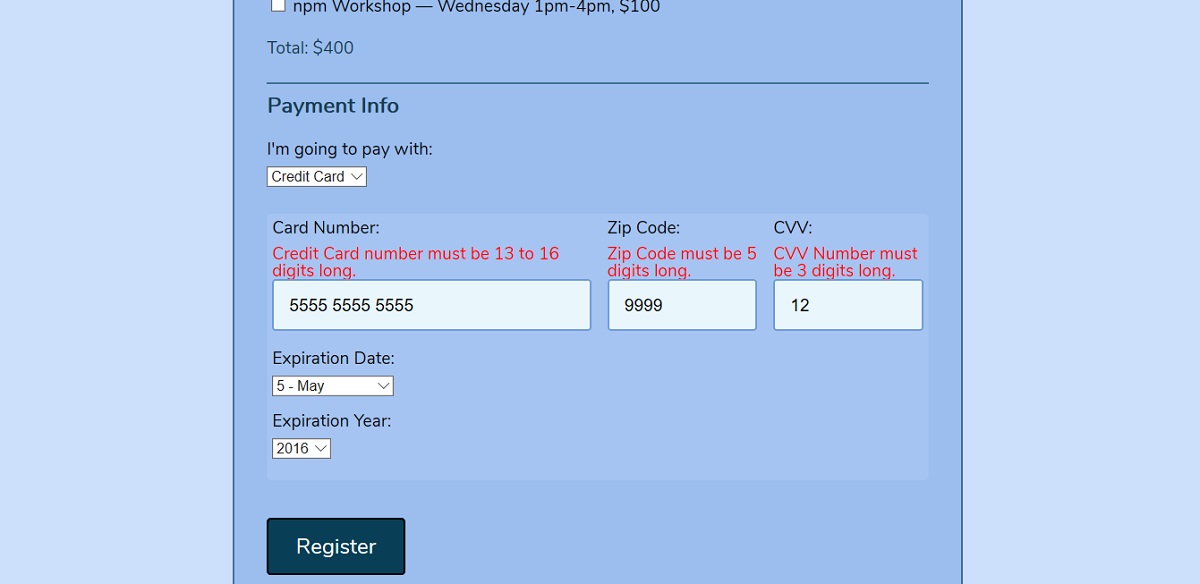 npm Workshop — Wednesday 1pm-4pm, $100
Total: $400
Payment Info
I'm going to pay with:
Credit Card
Card Number:
Credit Card number must be 13 to 16
digits long.
5555 5555 5555
Zip Code:
Zip Code must be 5
digits long.
9999
CVV:
CVV Number must
be 3 digits long.
12
Expiration Date:
5 - May
Expiration Year:
2016
Register